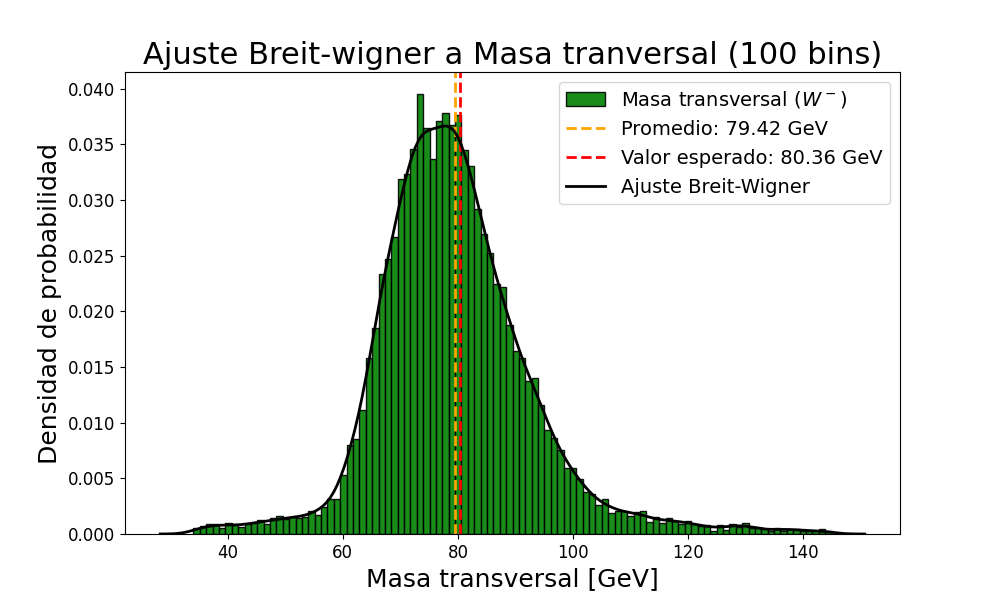 Ajuste Breit-wigner a Masa tranversal (100 bins)
Masa transversal (W⁻)
Promedio: 79.42 GeV
Valor esperado: 80.36 GeV
Ajuste Breit-Wigner
Densidad de probabilidad
0.040
0.035
0.030
0.025
0.020
0.015
0.010
0.005
0.000
40 60 80 100 120 140
Masa transversal [GeV]